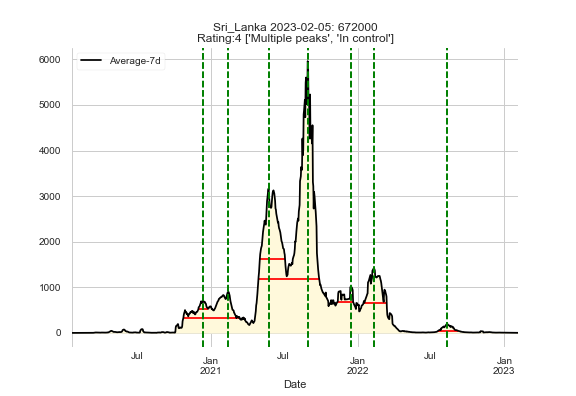 Sri_Lanka 2023-02-05: 672000
Rating:4 ['Multiple peaks', 'In control']
Average-7d
6000
5000
4000
3000
2000
1000
0
Jul
Jan
2021
Jul
Jan
2022
Jul
Jan
2023
Date